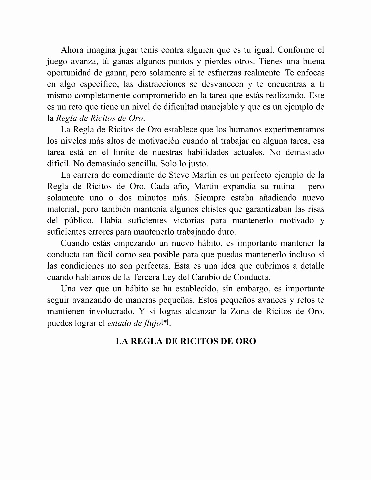 Ahora imagina jugar tenis contra alguien que es tu igual. Conforme el
juego avanza, tú ganas algunos puntos y pierdes otros. Tienes una buena
oportunidad de ganar, pero solamente si te esfuerzas realmente. Te enfocas
en algo específico, las distracciones se desvanecen y te encuentras a ti
mismo completamente comprometido en la tarea que estás realizando. Este
es un reto que tiene un nivel de dificultad manejable y que es un ejemplo de
la Regla de Ricitos de Oro.
La Regla de Ricitos de Oro establece que los humanos experimentamos
los niveles más altos de motivación cuando al trabajar en alguna tarea, esa
tarea está en el límite de nuestras habilidades actuales. No demasiado
difícil. No demasiado sencilla. Solo lo justo.
La carrera de comediante de Steve Martin es un perfecto ejemplo de la
Regla de Ricitos de Oro. Cada año, Martin expandía su rutina pero
solamente uno o dos minutos más. Siempre estaba añadiendo nuevo
material, pero también mantenía algunos chistes que garantizaban las risas
del público. Había suficientes victorias para mantenerlo motivado y
suficientes errores para mantenerlo trabajando duro.
Cuando estás empezando un nuevo hábito, es importante mantener la
conducta tan fácil como sea posible para que puedas mantenerlo incluso si
las condiciones no son perfectas. Esta es una idea que cubrimos a detalle
cuando hablamos de la Tercera Ley del Cambio de Conducta.
Una vez que un hábito se ha establecido, sin embargo, es importante
seguir avanzando de maneras pequeñas. Estos pequeños avances y retos te
mantienen involucrado. Y si logras alcanzar la Zona de Ricitos de Oro,
puedes lograr el estado de flujo
LA REGLA DE RICITOS DE ORO